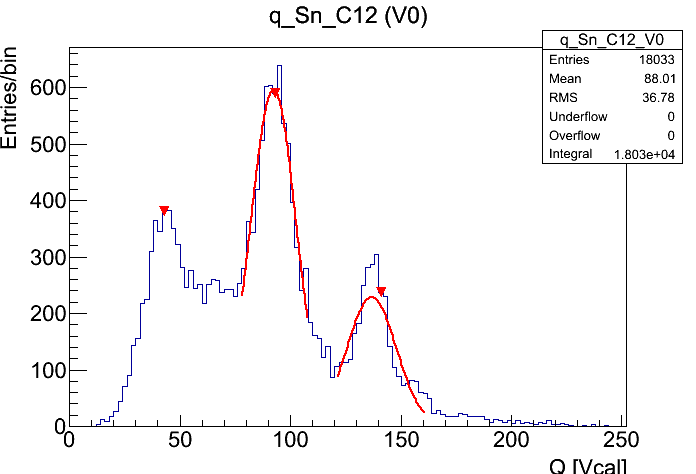 q_Sn_C12 (V0)
q_Sn_C12_V0
Entries 18033
Mean 88.01
RMS 36.78
Underflow 0
Overflow 0
Integral 1.803e+04
Entries/bin
600
500
400
300
200
100
0
0 50 100 150 200 250
Q [Vcal]